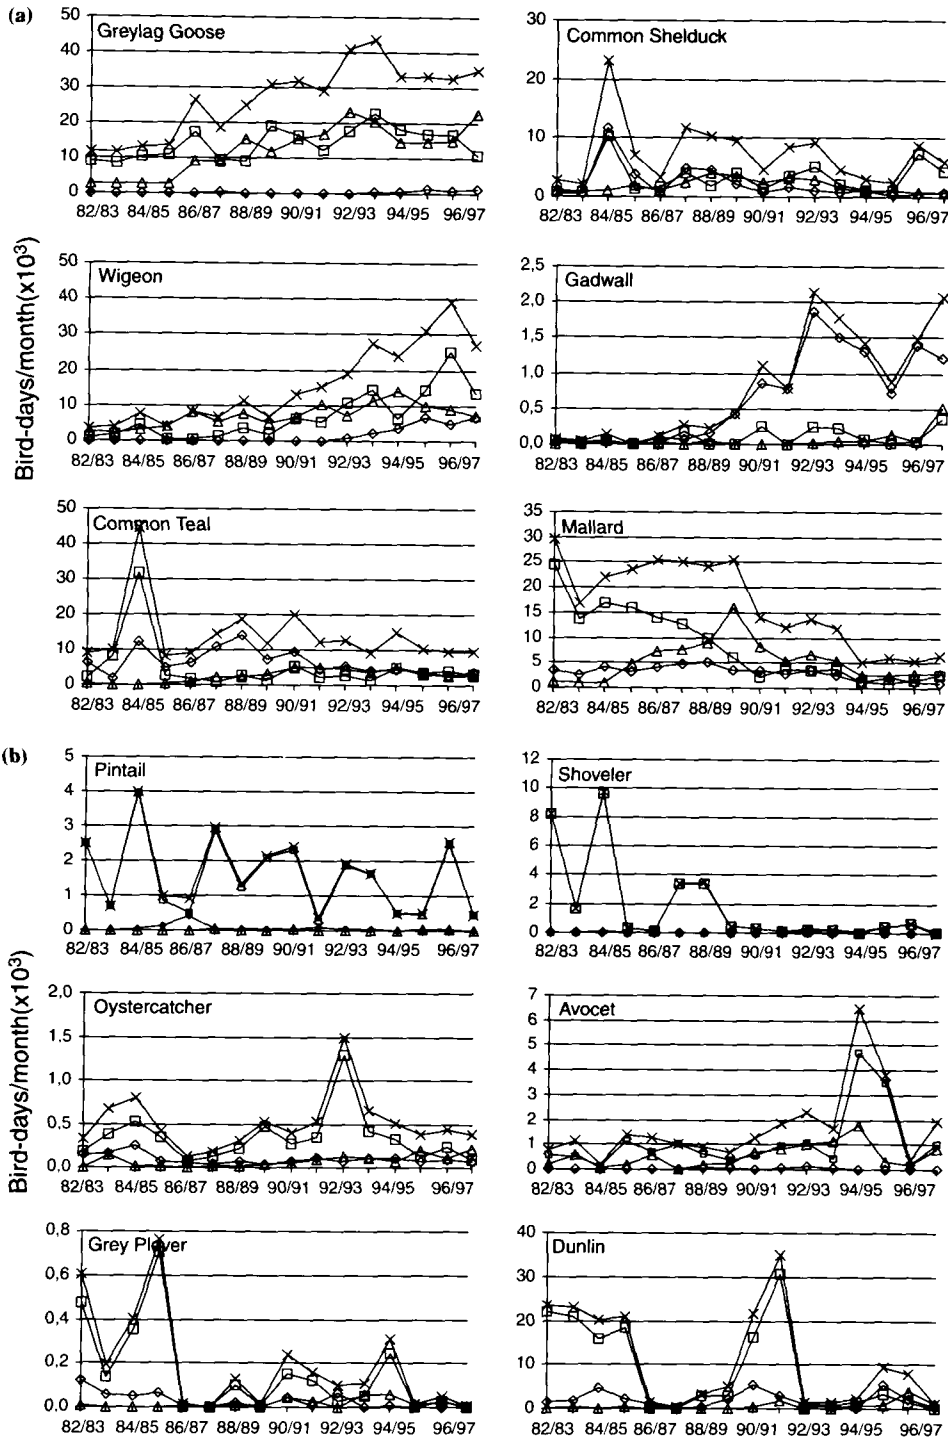 (a)
Bird-days/month(x10³)
Greylag Goose
50
40
30
20
10
0
82/83 84/85 86/87 88/89 90/91 92/93 94/95 96/97
Common Shelduck
30
20
10
0
82/83 84/85 86/87 88/89 90/91 92/93 94/95 96/97
Wigeon
50
40
30
20
10
0
82/83 84/85 86/87 88/89 90/91 92/93 94/95 96/97
Gadwall
2,5
2,0
1,5
1,0
0,5
0,0
82/83 84/85 86/87 88/89 90/91 92/93 94/95 96/97
Common Teal
50
40
30
20
10
0
82/83 84/85 86/87 88/89 90/91 92/93 94/95 96/97
Mallard
35
30
25
20
15
10
5
0
82/83 84/85 86/87 88/89 90/91 92/93 94/95 96/97
(b)
Bird-days/month(x10³)
Pintail
5
4
3
2
1
0
82/83 84/85 86/87 88/89 90/91 92/93 94/95 96/97
Shoveler
12
10
8
6
4
2
0
82/83 84/85 86/87 88/89 90/91 92/93 94/95 96/97
Oystercatcher
2,0
1,5
1,0
0,5
0,0
82/83 84/85 86/87 88/89 90/91 92/93 94/95 96/97
Avocet
7
6
5
4
3
2
1
0
82/83 84/85 86/87 88/89 90/91 92/93 94/95 96/97
Grey Plover
0,8
0,6
0,4
0,2
0,0
82/83 84/85 86/87 88/89 90/91 92/93 94/95 96/97
Dunlin
40
30
20
10
0
82/83 84/85 86/87 88/89 90/91 92/93 94/95 96/97